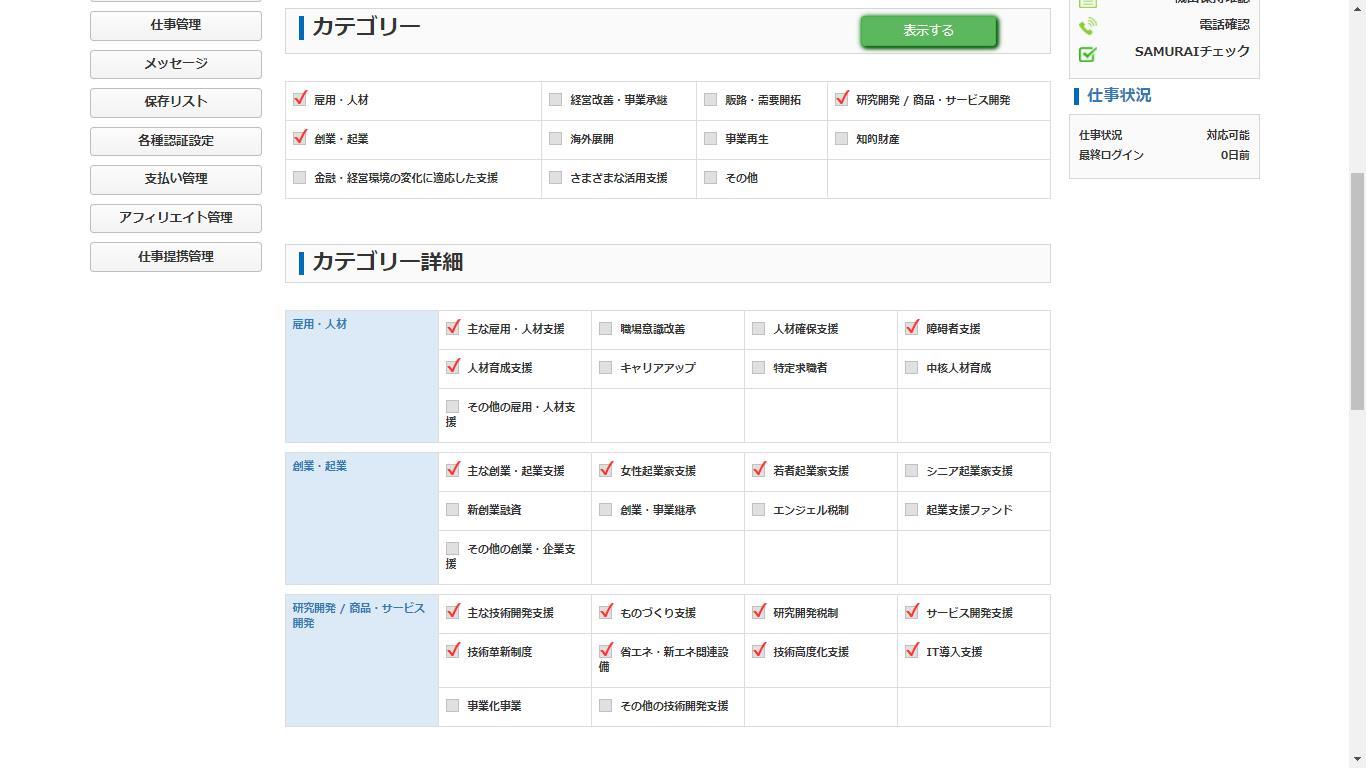 仕事管理
メッセージ
保存リスト
各種認証設定
支払い管理
アフィリエイト管理
仕事提携管理
カテゴリー
表示する
雇用・人材 経営改善・事業承継 販路・需要開拓 研究開発 / 商品・サービス開発
創業・起業 海外展開 事業再生 知的財産
金融・経営環境の変化に適応した支援 さまざまな活用支援 その他
カテゴリー詳細
雇用・人材
主な雇用・人材支援 職場意識改善 人材確保支援 障碍者支援
人材育成支援 キャリアアップ 特定求職者 中核人材育成
その他の雇用・人材支
援
創業・起業
主な創業・起業支援 女性起業家支援 若者起業家支援 シニア起業家支援
新創業融資 創業・事業継承 エンジェル税制 起業支援ファンド
その他の創業・企業支
援
研究開発 / 商品・サービス
開発
主な技術開発支援 ものづくり支援 研究開発税制 サービス開発支援
技術革新制度 省エネ・新エネ関連設
備
技術高度化支援 IT導入支援
事業化事業 その他の技術開発支援
電話確認
SAMURAIチェック
仕事状況
仕事状況 対応可能
最終ログイン 0日前